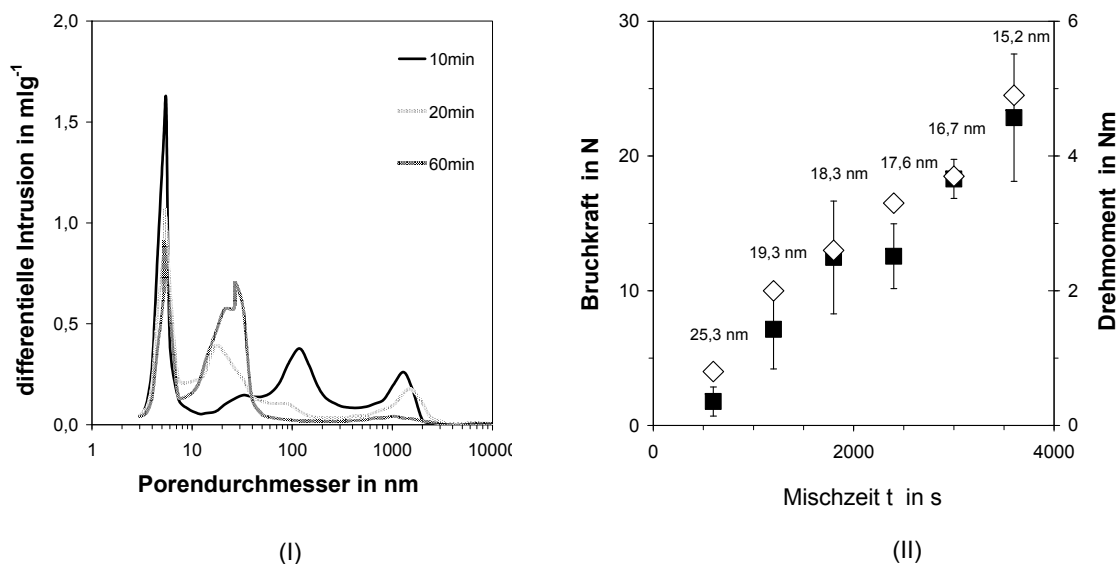 2,0
1,5
1,0
0,5
0,0
differentielle Intrusion in mlg-1
10min
20min
60min
1 10 100 1000 10000
Porendurchmesser in nm
(I)
30
20
10
0
Bruchkraft in N
25,3 nm
19,3 nm
18,3 nm
17,6 nm
16,7 nm
15,2 nm
6
4
2
0
Drehmoment in Nm
0 2000 4000
Mischzeit t in s
(II)